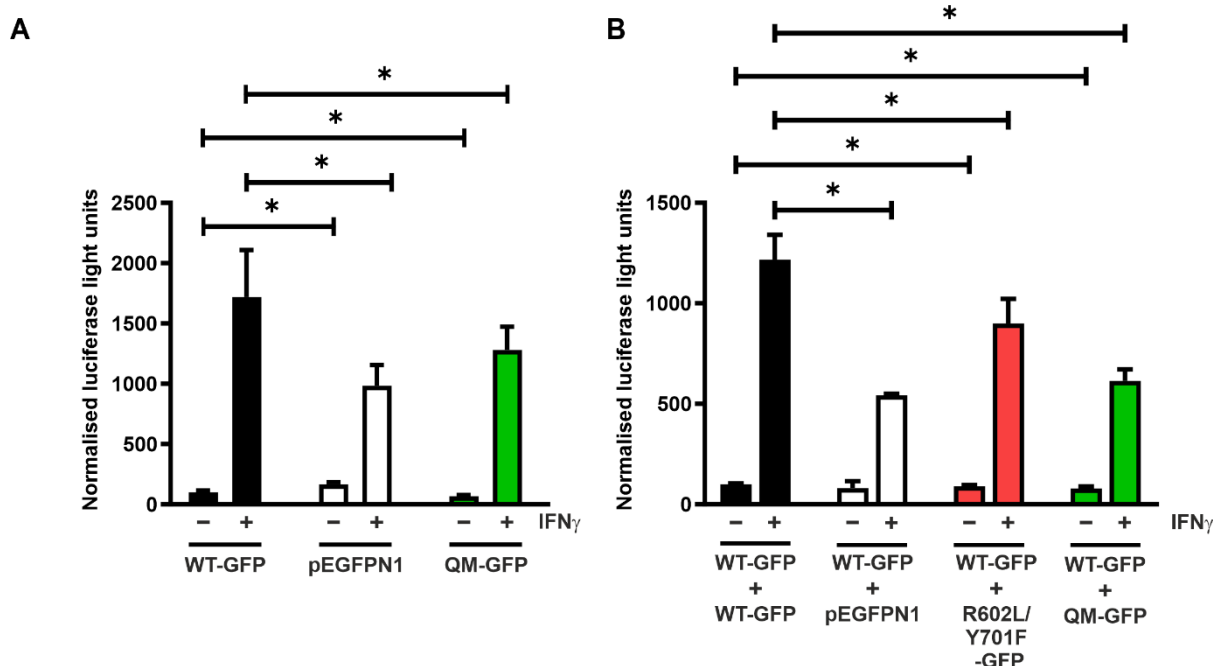 A
*
*
*
*
Normalised luciferase light units
2500
2000
1500
1000
500
0
− + − + − + IFNγ
WT-GFP pEGFPN1 QM-GFP
B
*
*
*
*
*
Normalised luciferase light units
1500
1000
500
0
− + − + − + − + IFNγ
WT-GFP WT-GFP WT-GFP WT-GFP
+ + + +
WT-GFP pEGFPN1 R602L/ QM-GFP
Y701F
-GFP